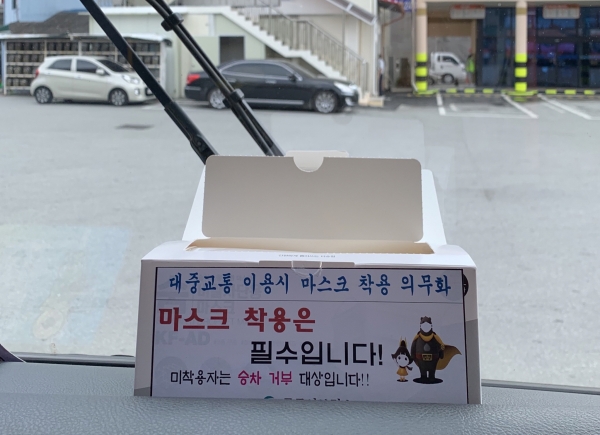 대중교통 이용시 마스크 착용 의무화
마스크 착용은
필수입니다!
미착용자는 승차 거부 대상입니다!!
KF-AD